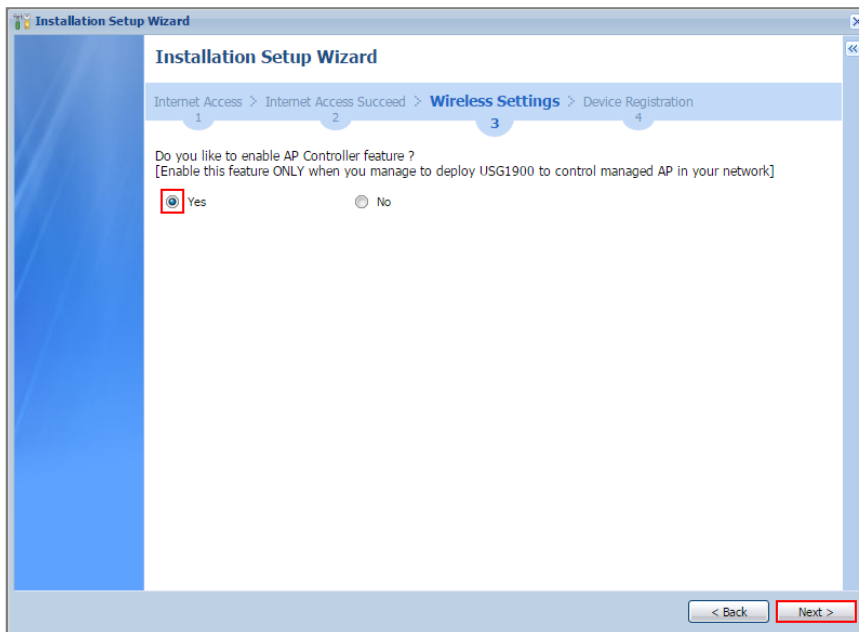 Installation Setup Wizard
Installation Setup Wizard
Internet Access > Internet Access Succeed > Wireless Settings > Device Registration
1 2 3 4
Do you like to enable AP Controller feature ?
[Enable this feature ONLY when you manage to deploy USG1900 to control managed AP in your network]
Yes No
< Back Next >